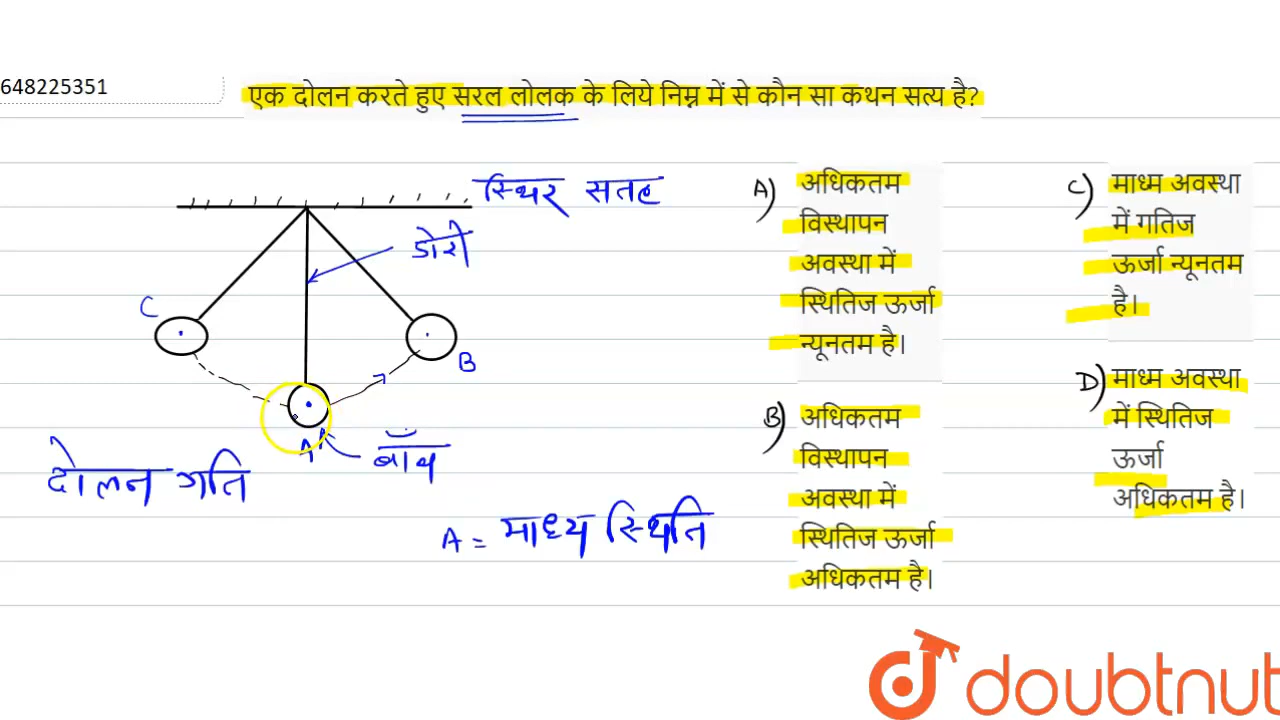 648225351
एक दोलन करते हुए सरल लोलक के लिये निम्न में से कौन सा कथन सत्य है?
स्थिर सतह
डोरी
C
B
A
बॉब
दोलन गति
A = माध्य स्थिति
A)
अधिकतम
विस्थापन
अवस्था में
स्थितिज ऊर्जा
न्यूनतम है।
B)
अधिकतम
विस्थापन
अवस्था में
स्थितिज ऊर्जा
अधिकतम है।
C)
माध्म अवस्था
में गतिज
ऊर्जा न्यूनतम
है।
D)
माध्म अवस्था
में स्थितिज
ऊर्जा
अधिकतम है।
doubtnut